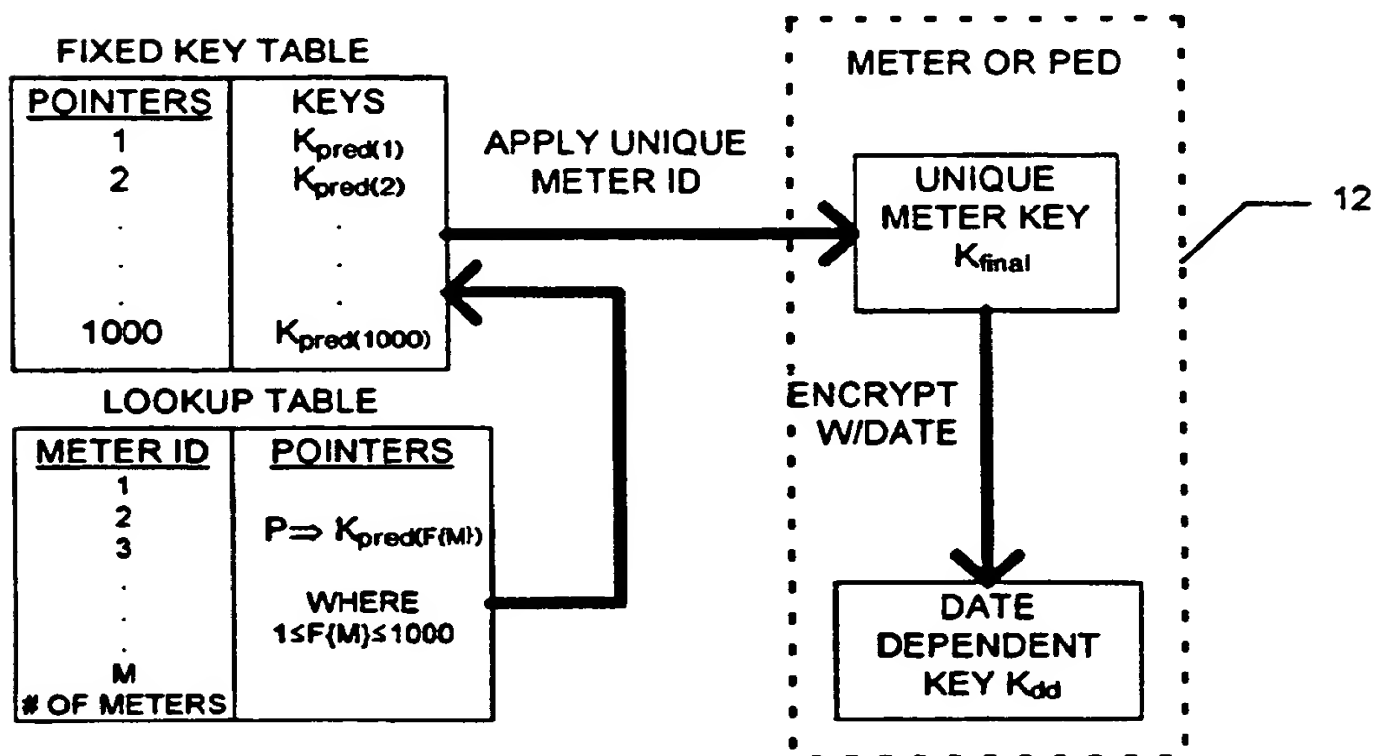 FIXED KEY TABLE
POINTERS KEYS
1 Kpred(1)
2 Kpred(2)
. .
. .
. .
1000 Kpred(1000)
LOOKUP TABLE
METER ID POINTERS
1
2
3
P⇒ Kpred(F{M})
.
.
.
WHERE
1≤F{M}≤1000
M
# OF METERS
APPLY UNIQUE
METER ID
METER OR PED
UNIQUE
METER KEY
Kfinal
12
ENCRYPT
W/DATE
DATE
DEPENDENT
KEY Kdd